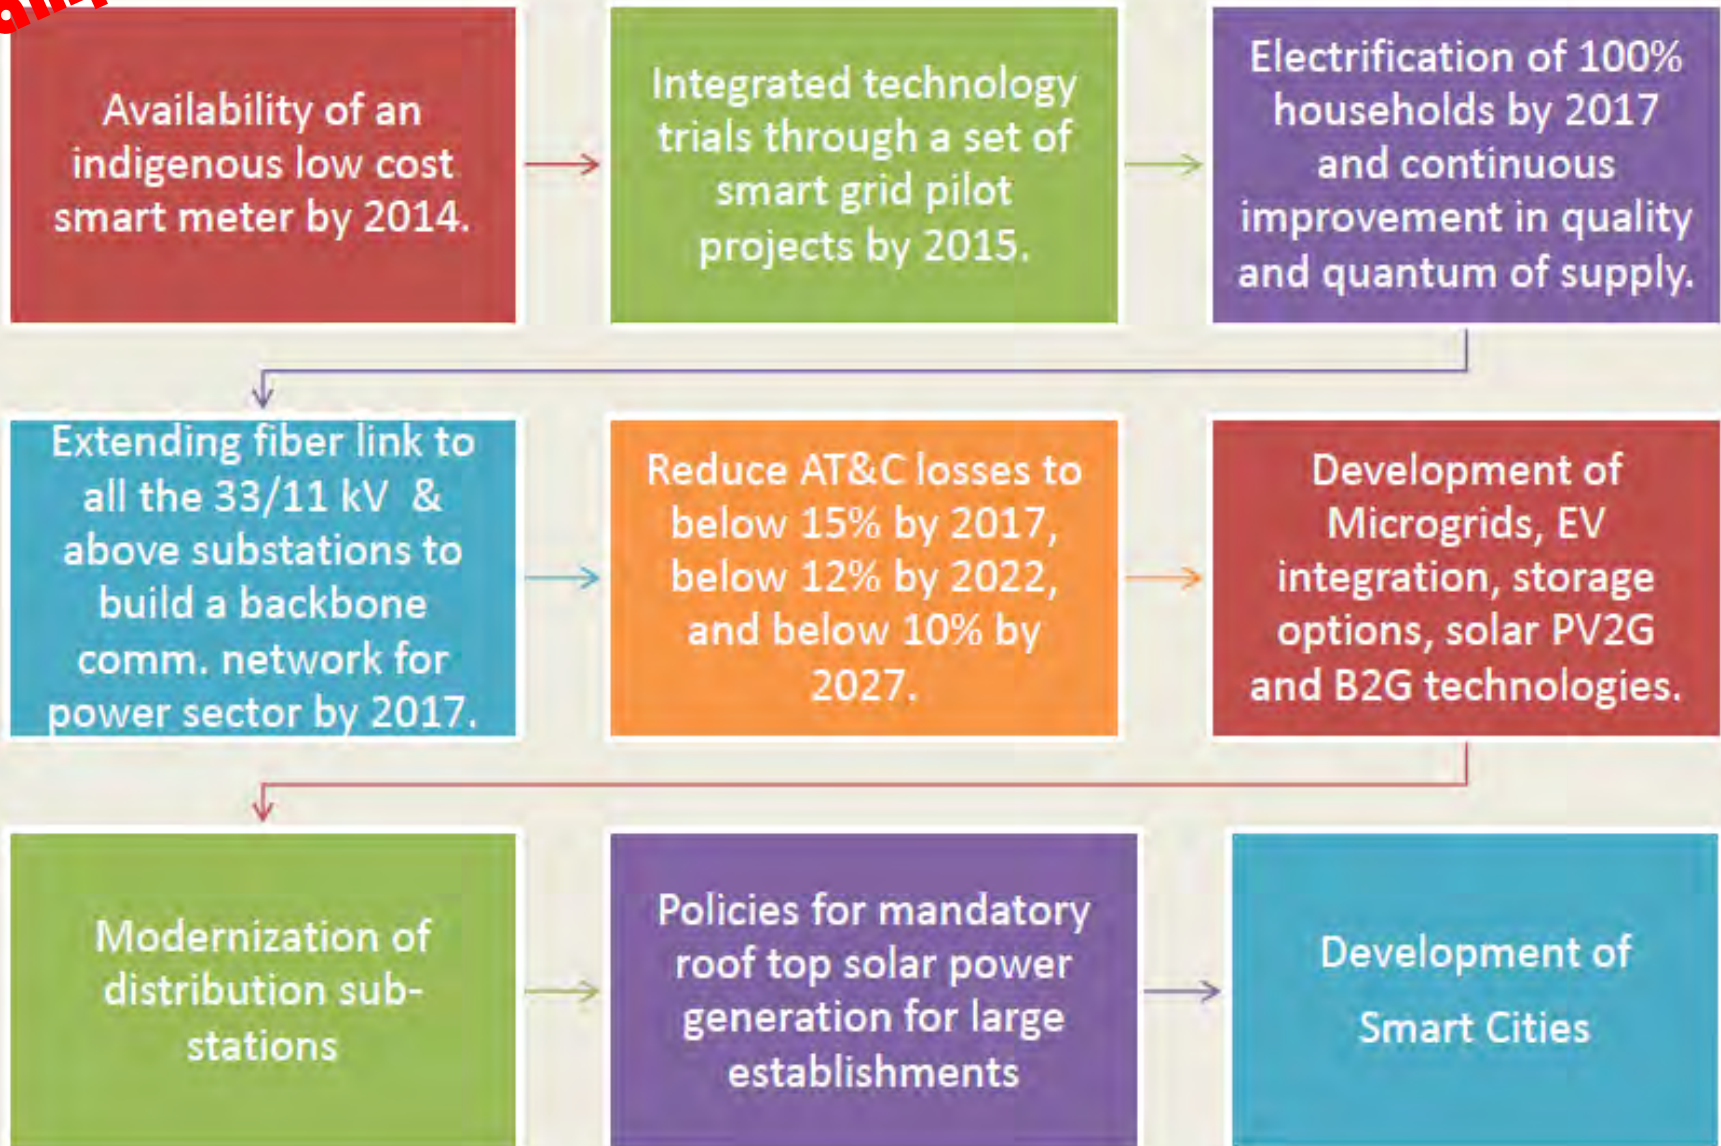 Availability of an
indigenous low cost
smart meter by 2014.
Integrated technology
trials through a set of
smart grid pilot
projects by 2015.
Electrification of 100%
households by 2017
and continuous
improvement in quality
and quantum of supply.
Extending fiber link to
all the 33/11 kV &
above substations to
build a backbone
comm. network for
power sector by 2017.
Reduce AT&C losses to
below 15% by 2017,
below 12% by 2022,
and below 10% by
2027.
Development of
Microgrids, EV
integration, storage
options, solar PV2G
and B2G technologies.
Modernization of
distribution sub-
stations
Policies for mandatory
roof top solar power
generation for large
establishments
Development of
Smart Cities